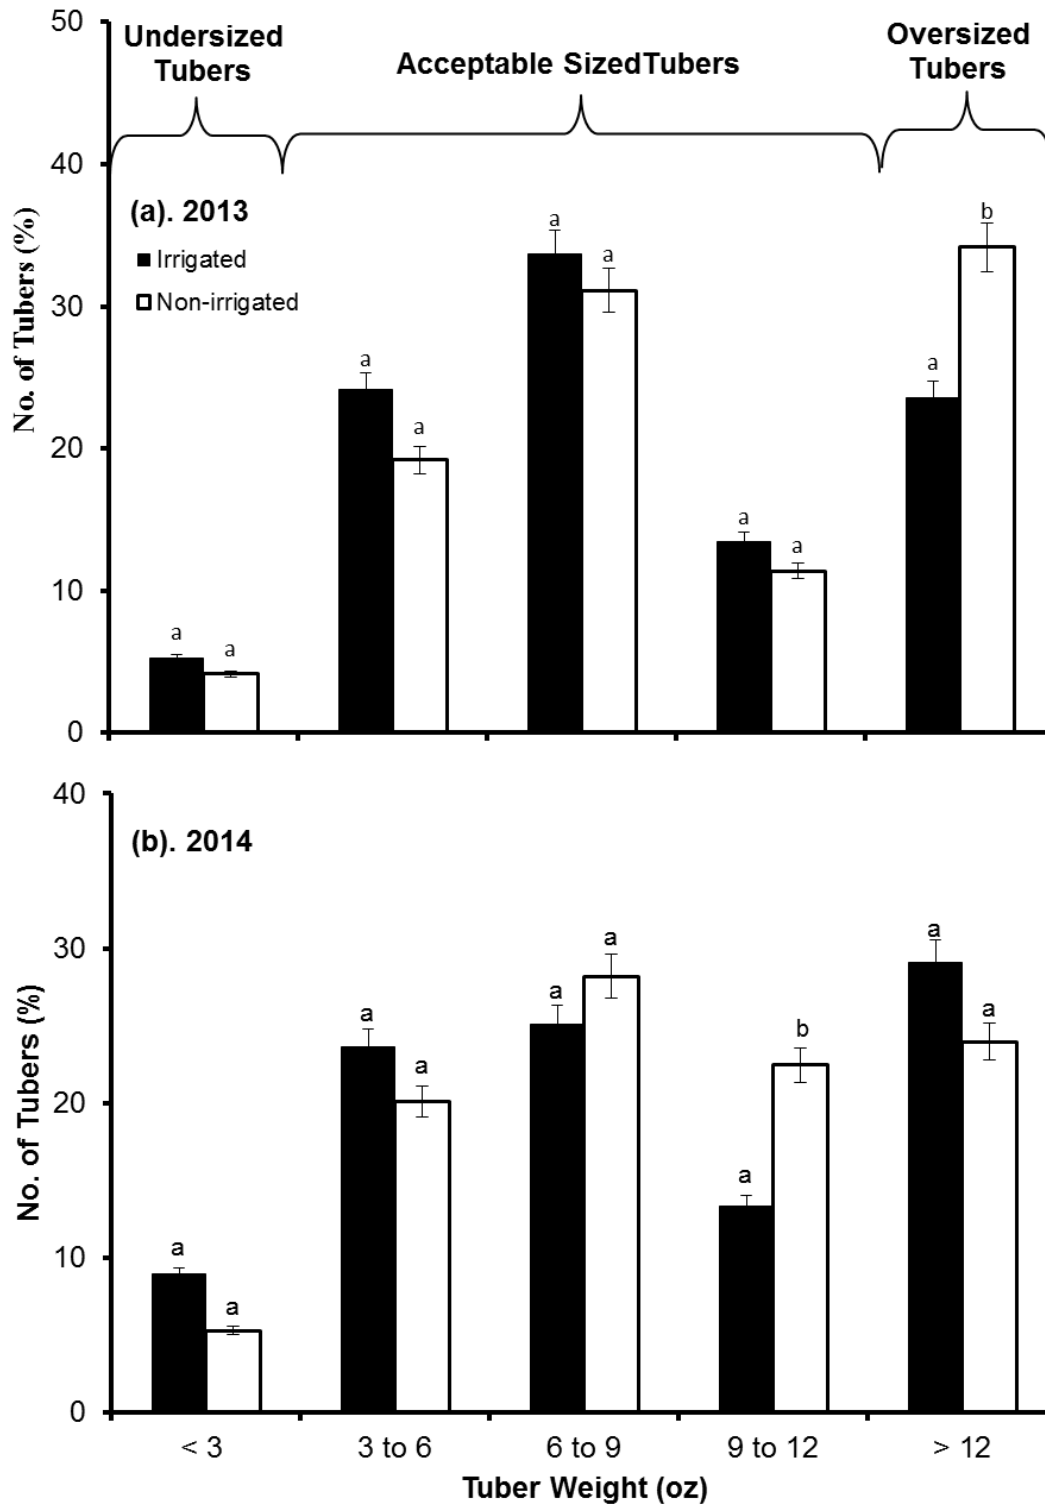 50
Undersized
Tubers
Acceptable SizedTubers
Oversized
Tubers
40
(a). 2013
Irrigated
Non-irrigated
No. of Tubers (%)
30
20
10
0
a
a
a
a
a
a
a
a
a
b
40
(b). 2014
No. of Tubers (%)
30
20
10
0
a
a
a
a
a
a
a
b
a
a
< 3
3 to 6
6 to 9
9 to 12
> 12
Tuber Weight (oz)